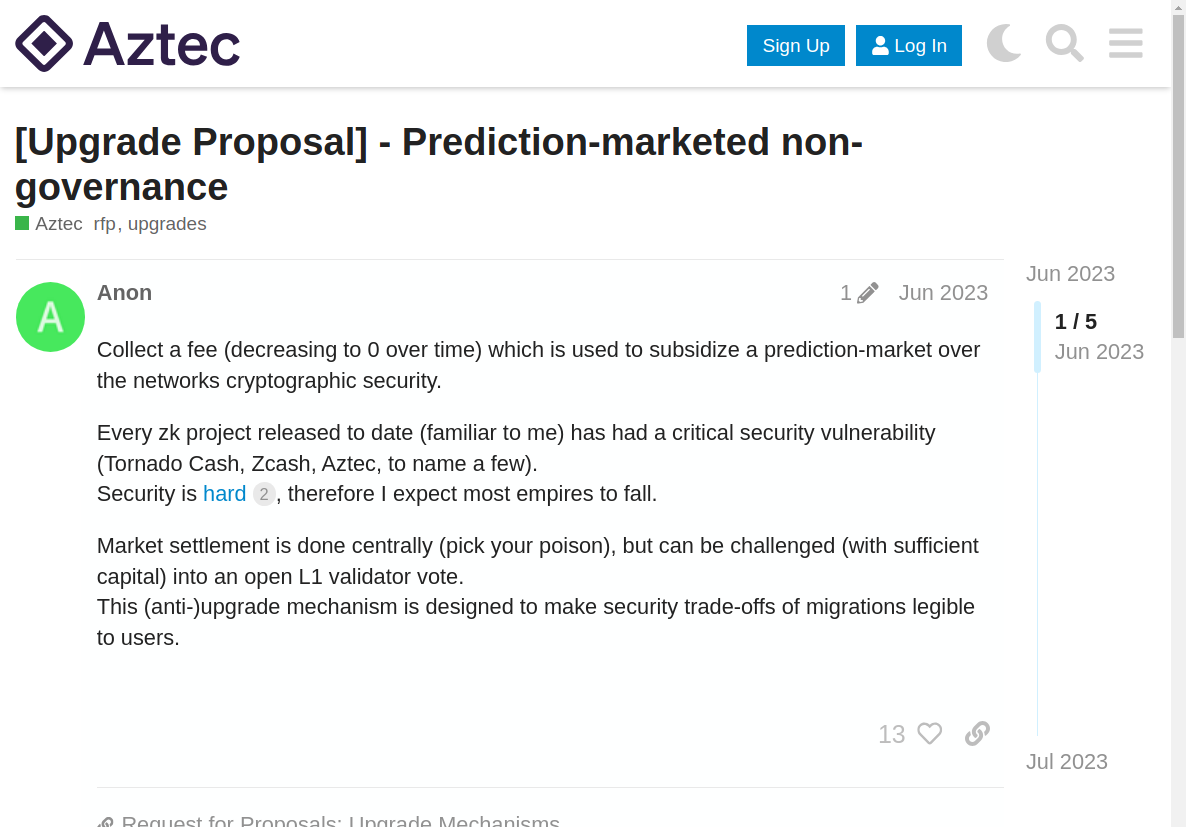 Aztec
Sign Up
Log In
[Upgrade Proposal] - Prediction-marketed non-
governance
Aztec rfp, upgrades
Jun 2023
A
Anon
1
Jun 2023
1 / 5
Jun 2023
Collect a fee (decreasing to 0 over time) which is used to subsidize a prediction-market over
the networks cryptographic security.
Every zk project released to date (familiar to me) has had a critical security vulnerability
(Tornado Cash, Zcash, Aztec, to name a few).
Security is hard 2, therefore I expect most empires to fall.
Market settlement is done centrally (pick your poison), but can be challenged (with sufficient
capital) into an open L1 validator vote.
This (anti-)upgrade mechanism is designed to make security trade-offs of migrations legible
to users.
13
Jul 2023
Request for Proposals: Upgrade Mechanisms